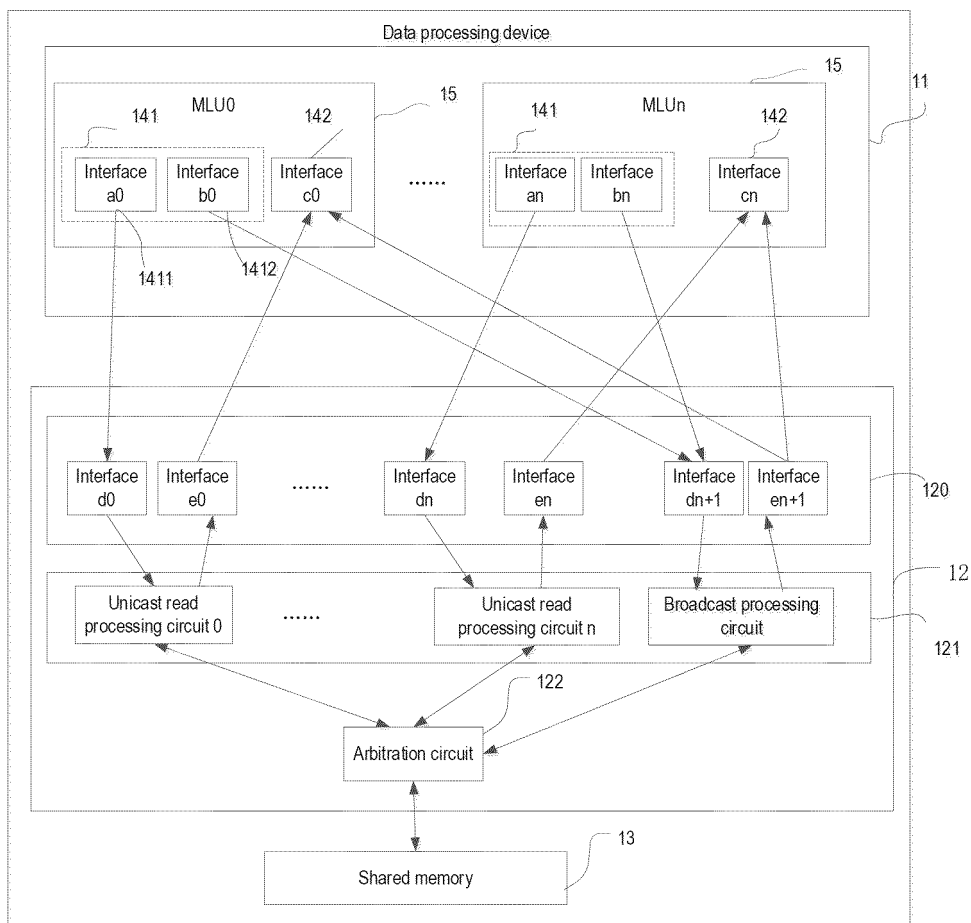 Data processing device
15
15
11
MLU0
MLUn
141
142
141
142
Interface
a0
Interface
b0
Interface
c0
......
Interface
an
Interface
bn
Interface
cn
1411
1412
Interface
d0
Interface
e0
......
Interface
dn
Interface
en
Interface
dn+1
Interface
en+1
120
12
Unicast read
processing circuit 0
......
Unicast read
processing circuit n
Broadcast processing
circuit
121
122
Arbitration circuit
13
Shared memory